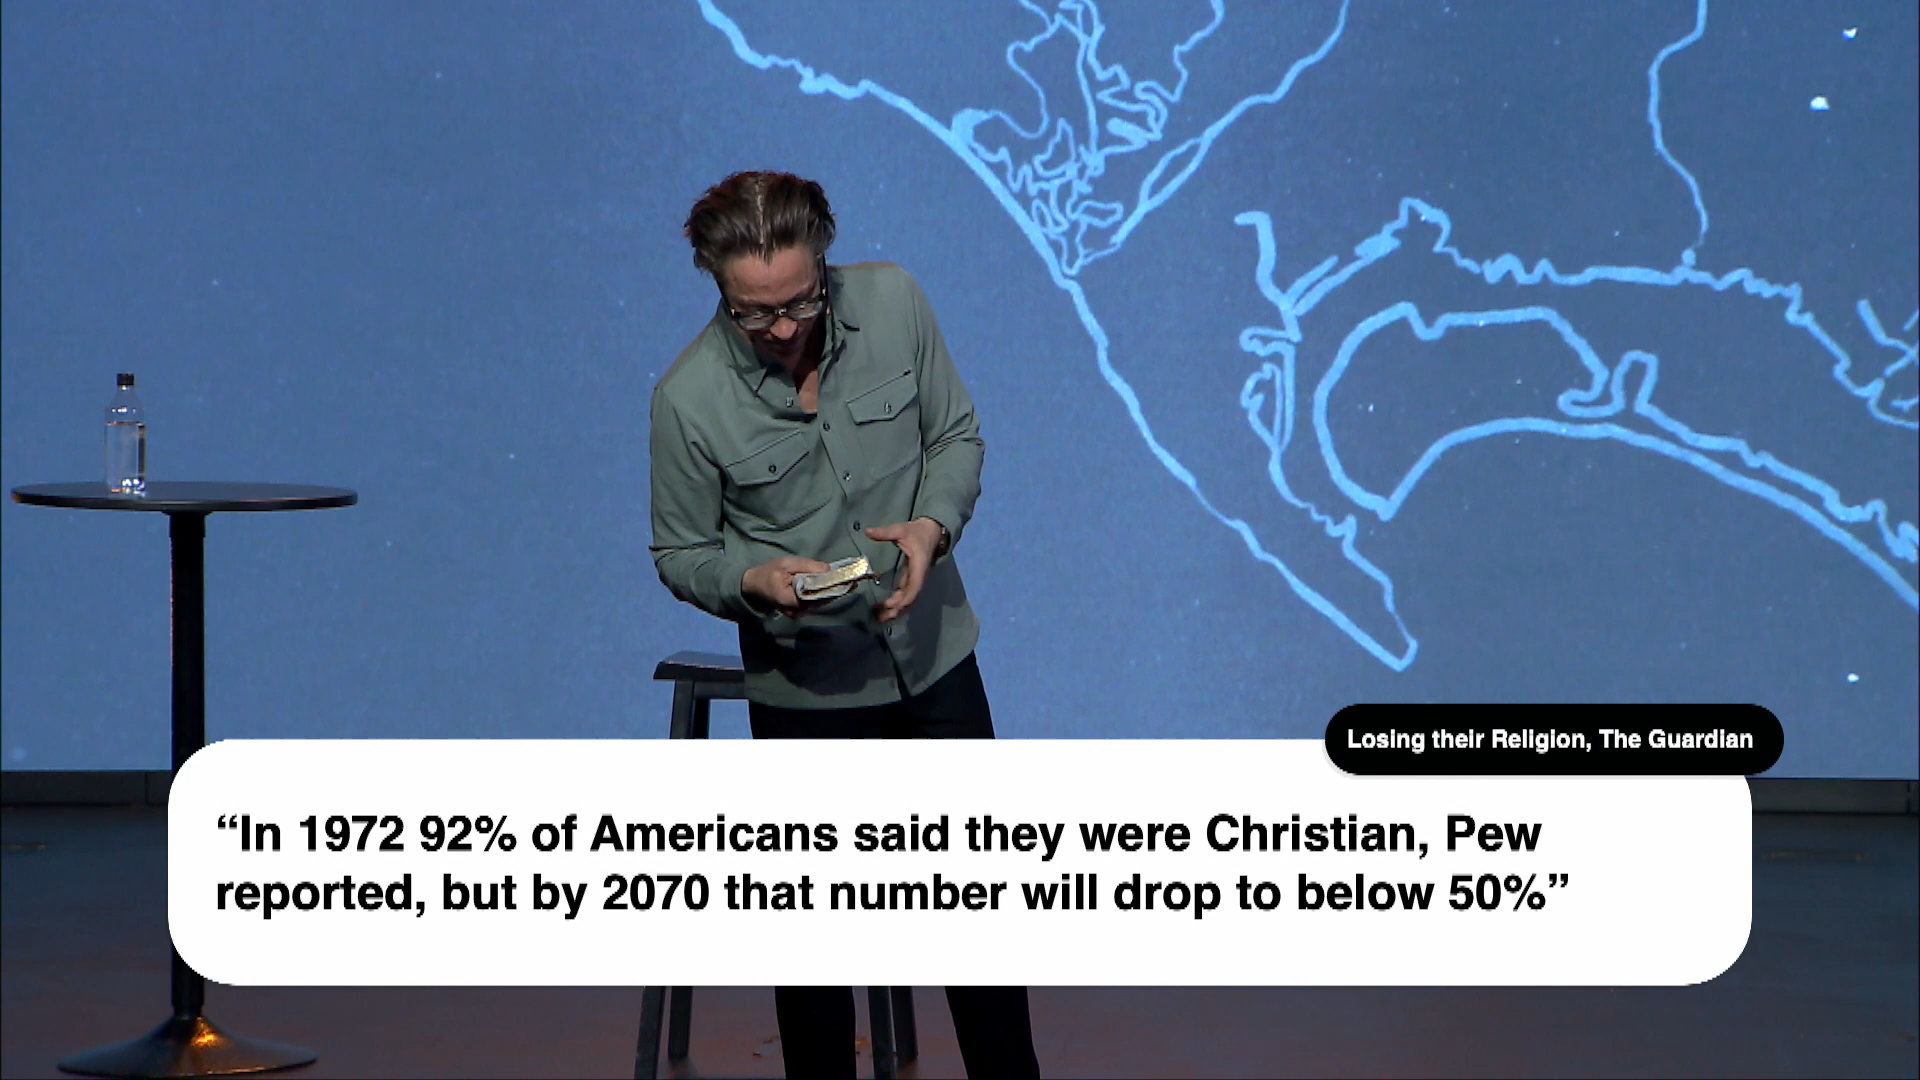 Losing their Religion, The Guardian
“In 1972 92% of Americans said they were Christian, Pew
reported, but by 2070 that number will drop to below 50%”